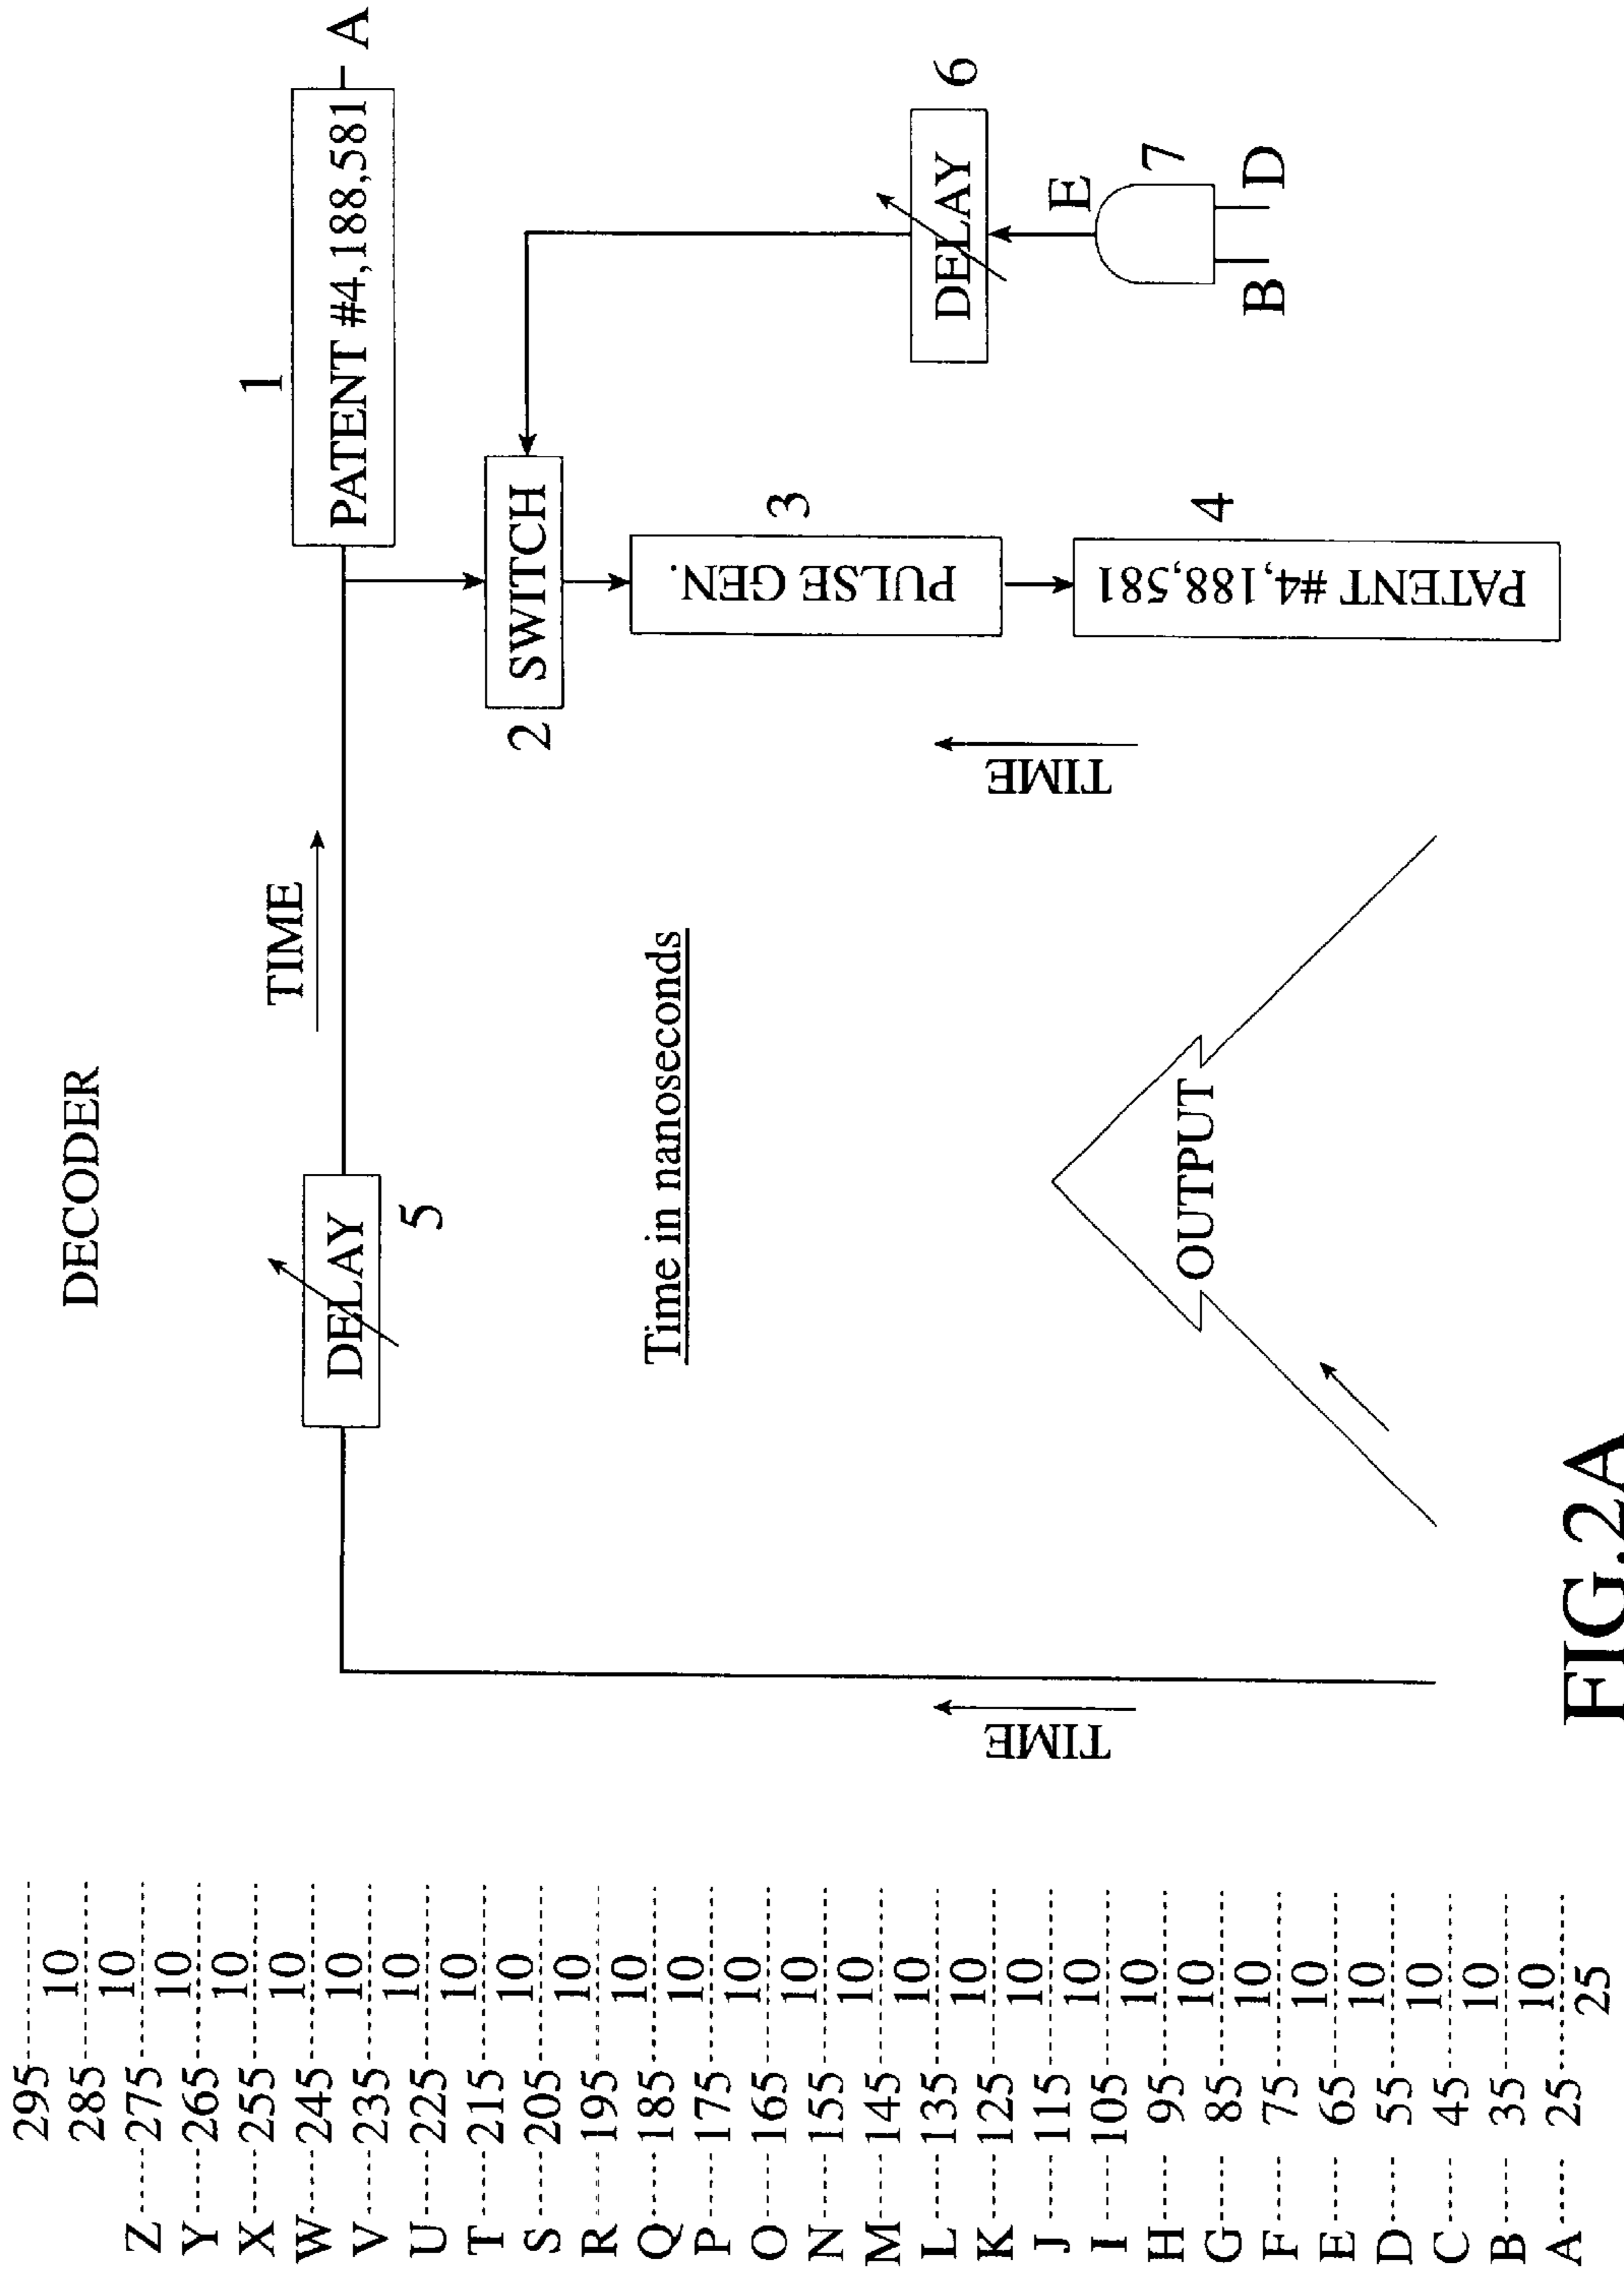 DECODER
1
PATENT #4,188,581
A
TIME
DELAY
5
SWITCH
2
PULSE GEN.
3
PATENT #4,188,581
4
DELAY
6
E
7
B D
TIME
Time in nanoseconds
OUTPUT
TIME
FIG.2A
295
10
285
10
Z 275
10
Y 265
10
X 255
10
W 245
10
V 235
10
U 225
10
T 215
10
S 205
10
R 195
10
Q 185
10
P 175
10
O 165
10
N 155
10
M 145
10
L 135
10
K 125
10
J 115
10
I 105
10
H 95
10
G 85
10
F 75
10
E 65
10
D 55
10
C 45
10
B 35
10
A 25
25